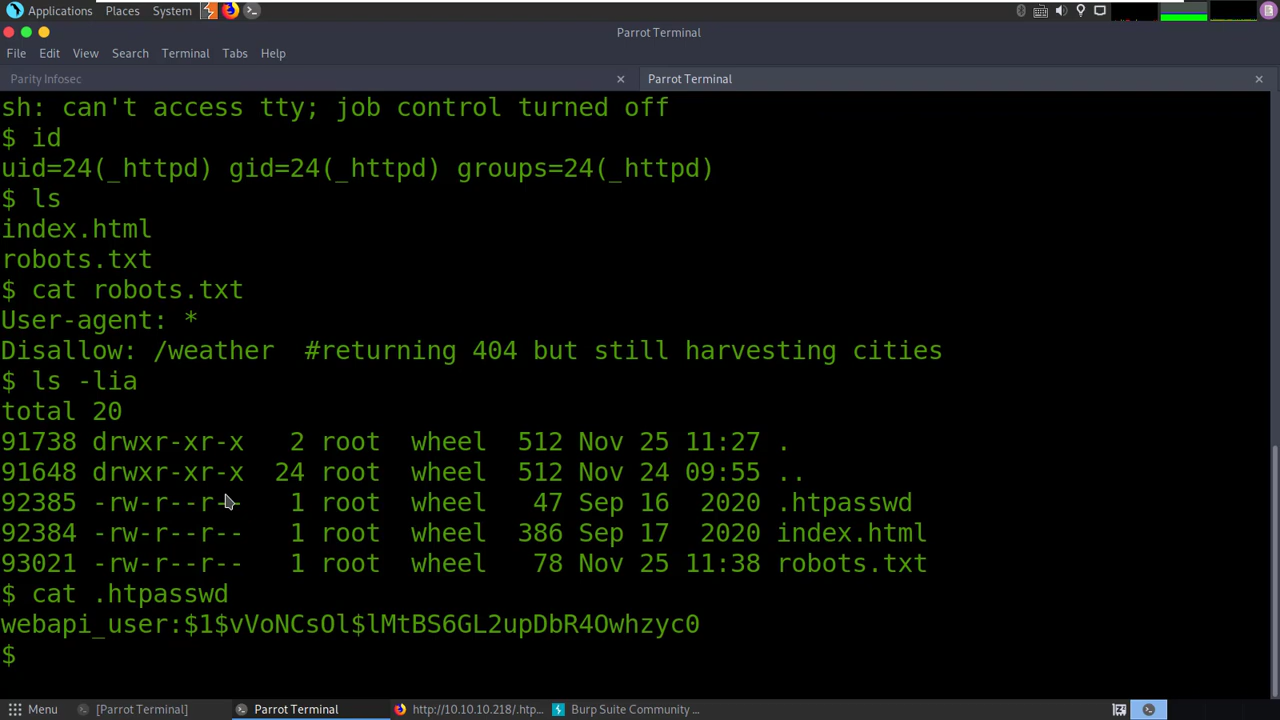 Applications Places System
Parrot Terminal
File Edit View Search Terminal Tabs Help
Parity Infosec × Parrot Terminal ×
sh: can't access tty; job control turned off
$ id
uid=24(_httpd) gid=24(_httpd) groups=24(_httpd)
$ ls
index.html
robots.txt
$ cat robots.txt
User-agent: *
Disallow: /weather  #returning 404 but still harvesting cities
$ ls -lia
total 20
91738 drwxr-xr-x   2 root  wheel  512 Nov 25 11:27 .
91648 drwxr-xr-x  24 root  wheel  512 Nov 24 09:55 ..
92385 -rw-r--r--   1 root  wheel   47 Sep 16  2020 .htpasswd
92384 -rw-r--r--   1 root  wheel  386 Sep 17  2020 index.html
93021 -rw-r--r--   1 root  wheel   78 Nov 25 11:38 robots.txt
$ cat .htpasswd
webapi_user:$1$vVoNCsOl$lMtBS6GL2upDbR4Owhzyc0
$
Menu [Parrot Terminal] Parrot Terminal http://10.10.10.218/.htp... Burp Suite Community ...